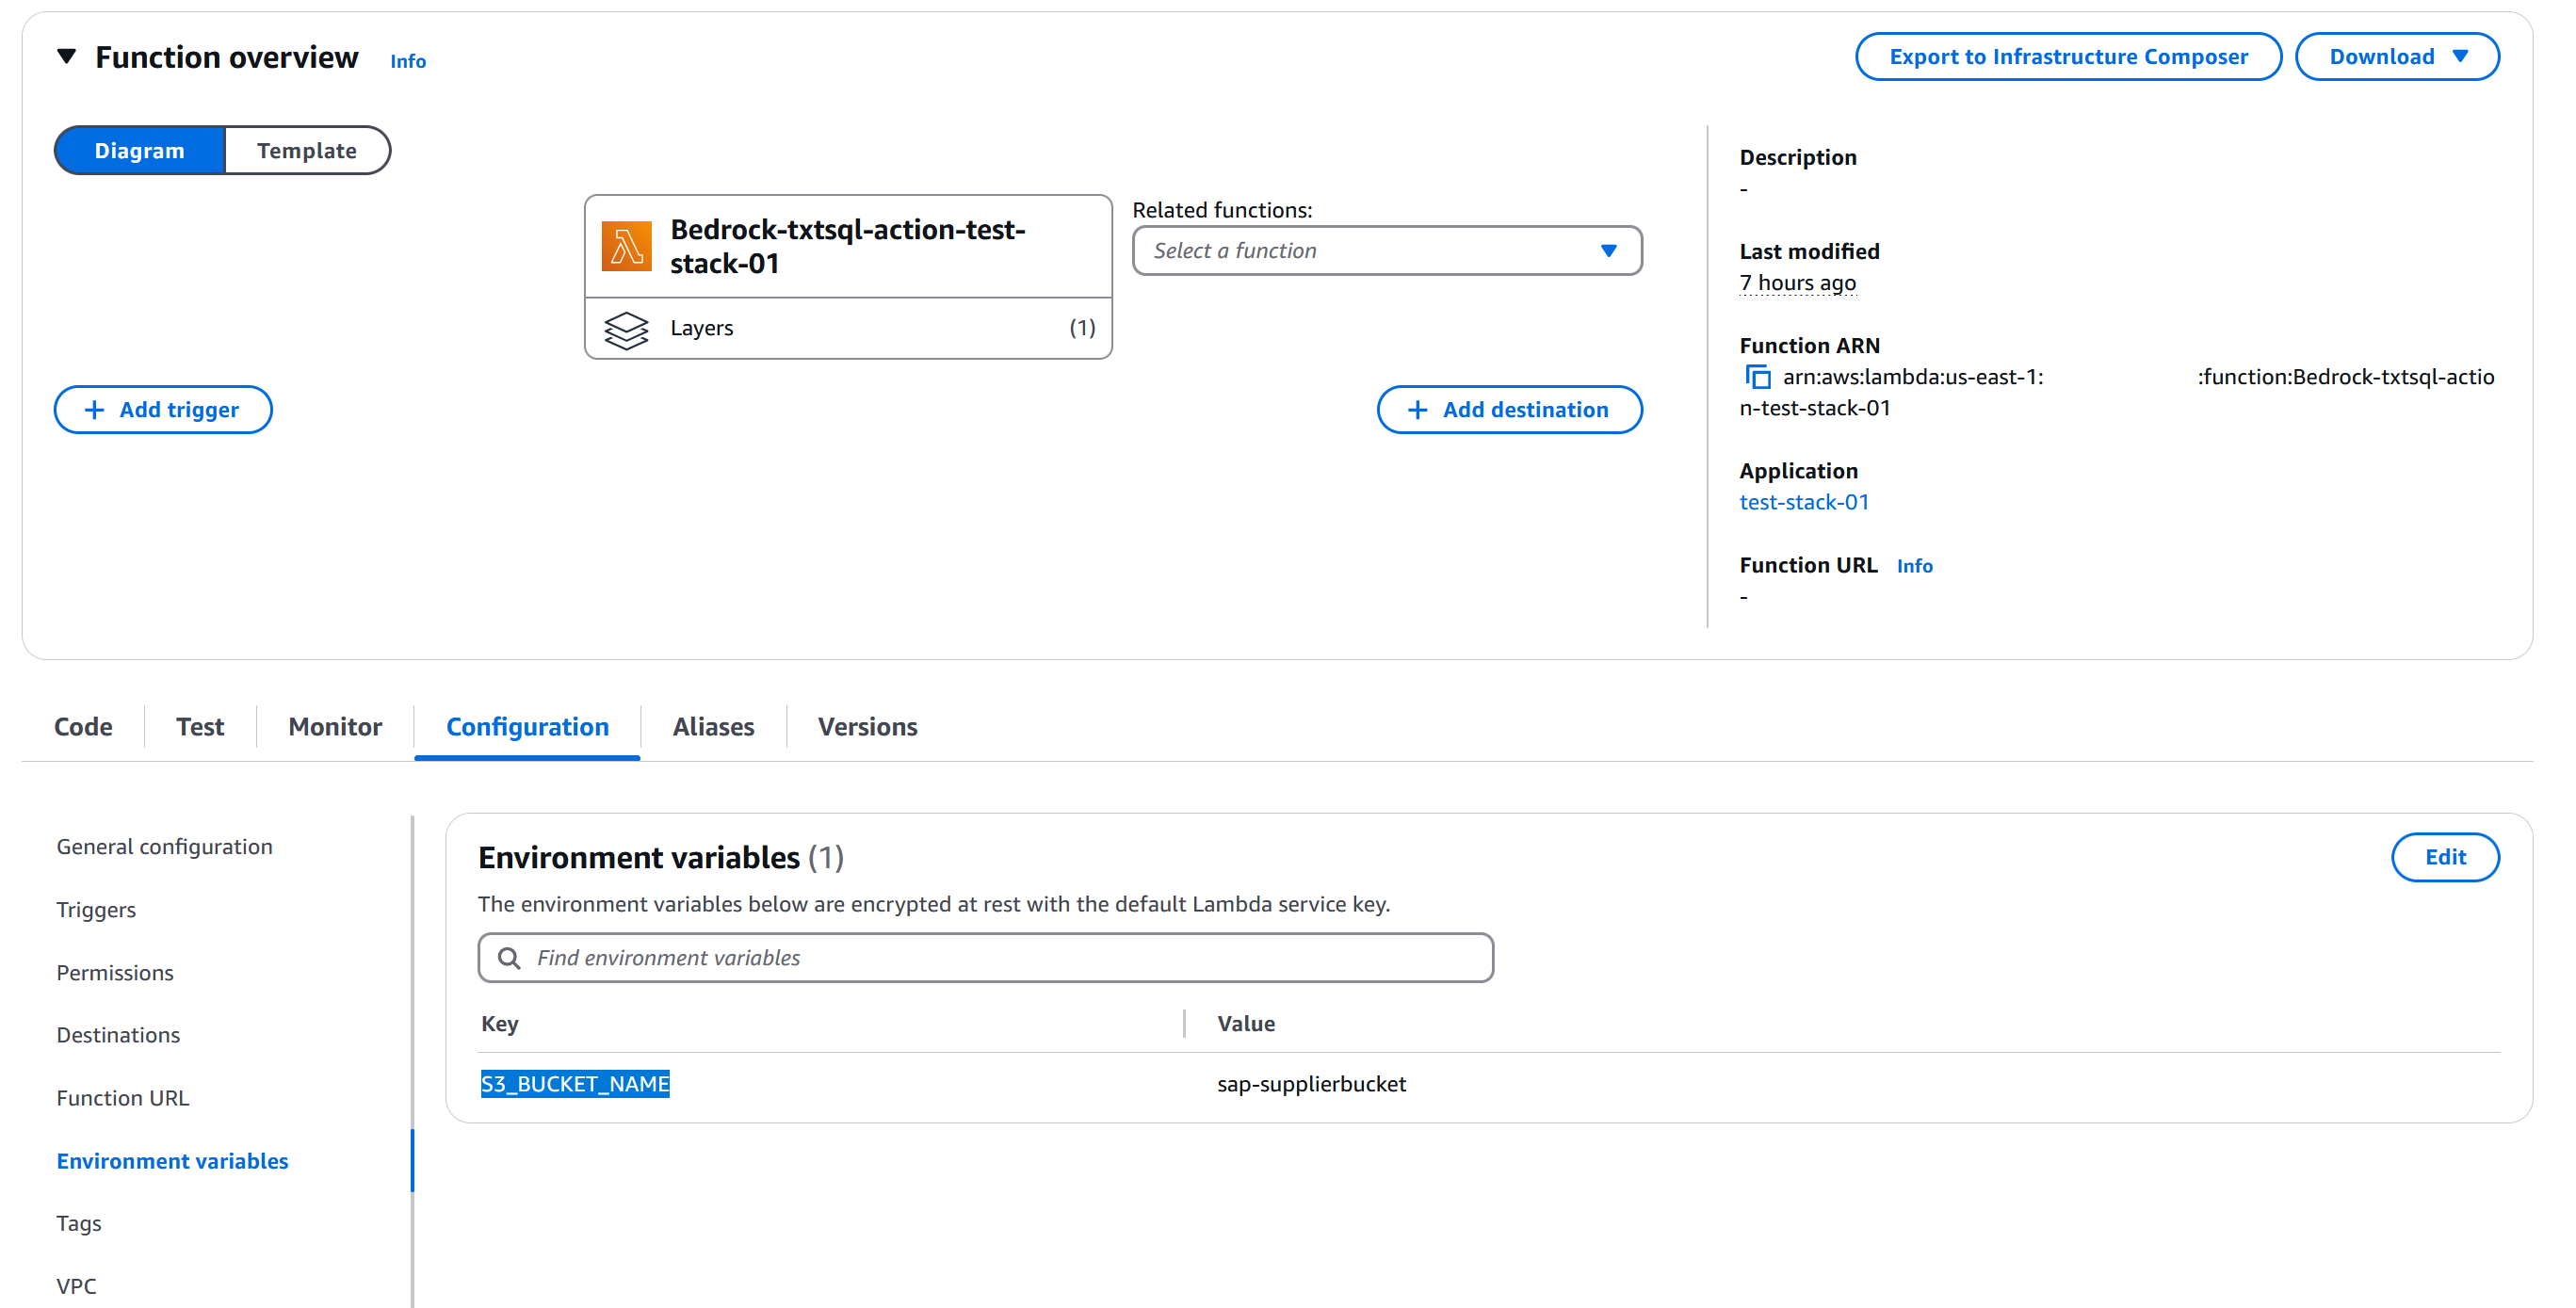 Function overview Info
Export to Infrastructure Composer
Download
Diagram
Template
Bedrock-txtsql-action-test-
stack-01
Layers
(1)
Related functions:
Select a function
Add trigger
Add destination
Description
-
Last modified
7 hours ago
Function ARN
arn:aws:lambda:us-east-1: :function:Bedrock-txtsql-actio
n-test-stack-01
Application
test-stack-01
Function URL Info
-
Code
Test
Monitor
Configuration
Aliases
Versions
General configuration
Triggers
Permissions
Destinations
Function URL
Environment variables
Tags
VPC
Environment variables (1)
Edit
The environment variables below are encrypted at rest with the default Lambda service key.
Find environment variables
Key
Value
S3_BUCKET_NAME
sap-supplierbucket